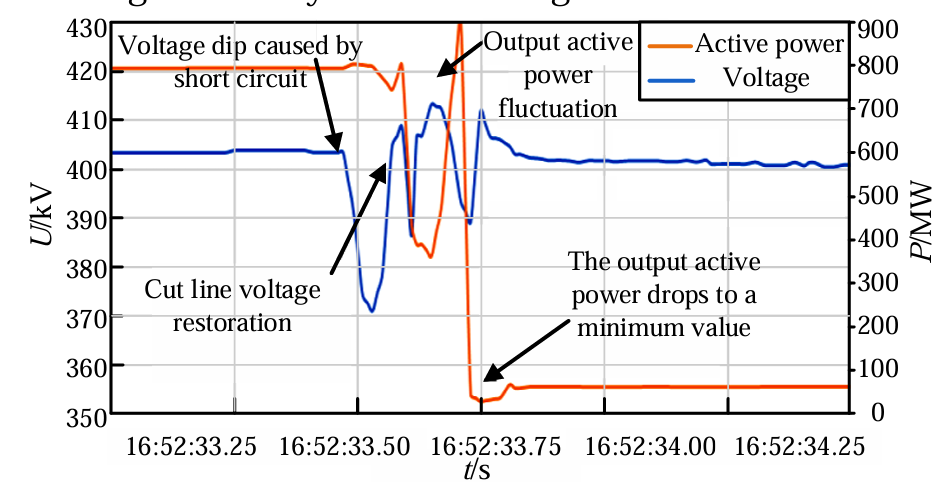 430
420
410
400
390
380
370
360
350
U/kV
900
800
700
600
500
400
300
200
100
0
P/MW
Active power
Voltage
Voltage dip caused by
short circuit
Output active
power
fluctuation
Cut line voltage
restoration
The output active
power drops to a
minimum value
16:52:33.25 16:52:33.50 16:52:33.75 16:52:34.00 16:52:34.25
t/s